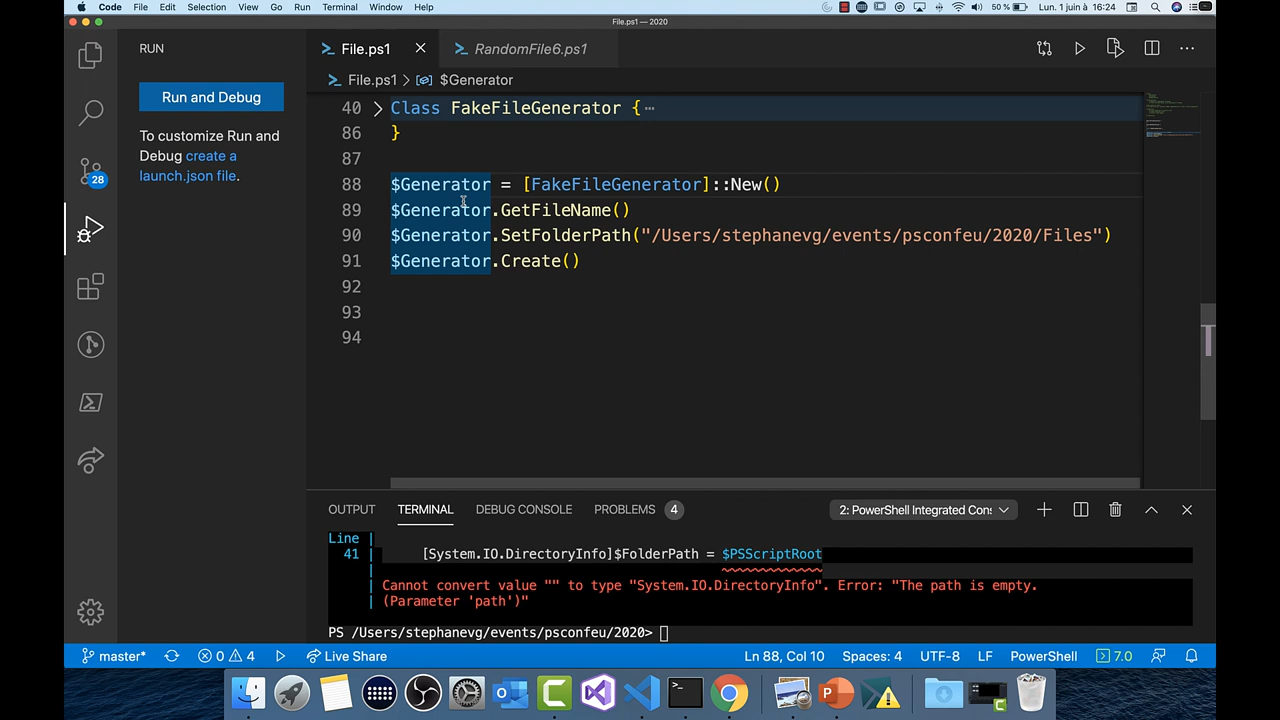 Code File Edit Selection View Go Run Terminal Window Help 50 % Lun. 1 juin à 16:24
File.ps1 — 2020
RUN
Run and Debug
To customize Run and
Debug create a
launch.json file.
28
File.ps1
RandomFile6.ps1
File.ps1 > $Generator
40 Class FakeFileGenerator {
86 }
87
88 $Generator = [FakeFileGenerator]::New()
89 $Generator.GetFileName()
90 $Generator.SetFolderPath("/Users/stephanevg/events/psconfeu/2020/Files")
91 $Generator.Create()
92
93
94
OUTPUT TERMINAL DEBUG CONSOLE PROBLEMS 4 2: PowerShell Integrated Cons
Line |
41 | [System.IO.DirectoryInfo]$FolderPath = $PSScriptRoot
| ~~~~~~~~~~~~~
| Cannot convert value "" to type "System.IO.DirectoryInfo". Error: "The path is empty.
| (Parameter 'path')"
PS /Users/stephanevg/events/psconfeu/2020>
master* 0 4 Live Share Ln 88, Col 10 Spaces: 4 UTF-8 LF PowerShell 7.0